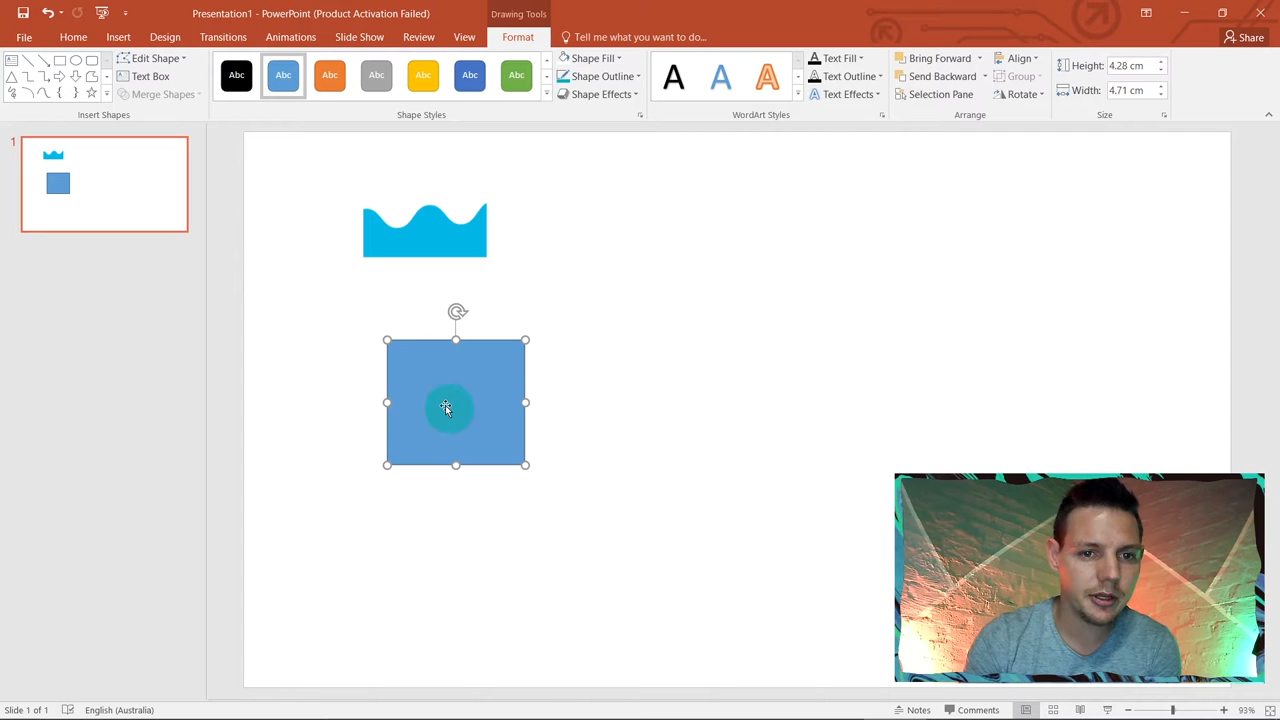 Presentation1 - PowerPoint (Product Activation Failed)
Drawing Tools
File Home Insert Design Transitions Animations Slide Show Review View Format Tell me what you want to do... Share
Edit Shape
Text Box
Merge Shapes
Insert Shapes
Abc Abc Abc Abc Abc Abc Abc
Shape Fill
Shape Outline
Shape Effects
Shape Styles
A A A
WordArt Styles
Text Fill
Text Outline
Text Effects
Bring Forward
Send Backward
Selection Pane
Align
Group
Rotate
Arrange
Height: 4.28 cm
Width: 4.71 cm
Size
1
Slide 1 of 1 English (Australia) Notes Comments 93%